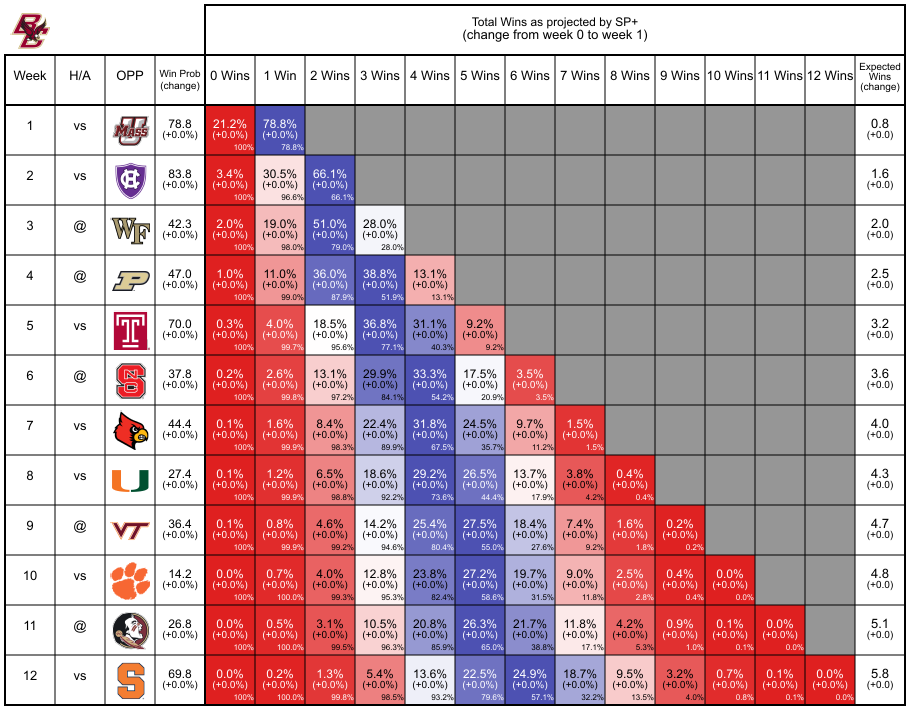 Total Wins as projected by SP+
(change from week 0 to week 1)
Week H/A OPP Win Prob (change) 0 Wins 1 Win 2 Wins 3 Wins 4 Wins 5 Wins 6 Wins 7 Wins 8 Wins 9 Wins 10 Wins 11 Wins 12 Wins Expected Wins (change)
1 vs MASS 78.8 21.2% 78.8% 0.8
(+0.0%) (+0.0%) (+0.0%) (+0.0)
100% 78.8%
2 vs 83.8 3.4% 30.5% 66.1% 1.6
(+0.0%) (+0.0%) (+0.0%) (+0.0%) (+0.0)
100% 96.6% 66.1%
3 @ WF 42.3 2.0% 19.0% 51.0% 28.0% 2.0
(+0.0%) (+0.0%) (+0.0%) (+0.0%) (+0.0%) (+0.0)
100% 98.0% 79.0% 28.0%
4 @ P 47.0 1.0% 11.0% 36.0% 38.8% 13.1% 2.5
(+0.0%) (+0.0%) (+0.0%) (+0.0%) (+0.0%) (+0.0%) (+0.0)
100% 99.0% 87.9% 51.9% 13.1%
5 vs T 70.0 0.3% 4.0% 18.5% 36.8% 31.1% 9.2% 3.2
(+0.0%) (+0.0%) (+0.0%) (+0.0%) (+0.0%) (+0.0%) (+0.0%) (+0.0)
100% 99.7% 95.6% 77.1% 40.3% 9.2%
6 @ S 37.8 0.2% 2.6% 13.1% 29.9% 33.3% 17.5% 3.5% 3.6
(+0.0%) (+0.0%) (+0.0%) (+0.0%) (+0.0%) (+0.0%) (+0.0%) (+0.0%) (+0.0)
100% 99.8% 97.2% 84.1% 54.2% 20.9% 3.5%
7 vs 44.4 0.1% 1.6% 8.4% 22.4% 31.8% 24.5% 9.7% 1.5% 4.0
(+0.0%) (+0.0%) (+0.0%) (+0.0%) (+0.0%) (+0.0%) (+0.0%) (+0.0%) (+0.0%) (+0.0)
100% 99.9% 98.3% 89.9% 67.5% 35.7% 11.2% 1.5%
8 vs U 27.4 0.1% 1.2% 6.5% 18.6% 29.2% 26.5% 13.7% 3.8% 0.4% 4.3
(+0.0%) (+0.0%) (+0.0%) (+0.0%) (+0.0%) (+0.0%) (+0.0%) (+0.0%) (+0.0%) (+0.0%) (+0.0)
100% 99.9% 98.8% 92.2% 73.6% 44.4% 17.9% 4.2% 0.4%
9 @ VT 36.4 0.1% 0.8% 4.6% 14.2% 25.4% 27.5% 18.4% 7.4% 1.6% 0.2% 4.7
(+0.0%) (+0.0%) (+0.0%) (+0.0%) (+0.0%) (+0.0%) (+0.0%) (+0.0%) (+0.0%) (+0.0%) (+0.0%) (+0.0)
100% 99.9% 99.2% 94.6% 80.4% 55.0% 27.6% 9.2% 1.8% 0.2%
10 vs 14.2 0.0% 0.7% 4.0% 12.8% 23.8% 27.2% 19.7% 9.0% 2.5% 0.4% 0.0% 4.8
(+0.0%) (+0.0%) (+0.0%) (+0.0%) (+0.0%) (+0.0%) (+0.0%) (+0.0%) (+0.0%) (+0.0%) (+0.0%) (+0.0%) (+0.0)
100% 100.0% 99.3% 95.3% 82.4% 58.6% 31.5% 11.8% 2.8% 0.4% 0.0%
11 @ 26.8 0.0% 0.5% 3.1% 10.5% 20.8% 26.3% 21.7% 11.8% 4.2% 0.9% 0.1% 0.0% 5.1
(+0.0%) (+0.0%) (+0.0%) (+0.0%) (+0.0%) (+0.0%) (+0.0%) (+0.0%) (+0.0%) (+0.0%) (+0.0%) (+0.0%) (+0.0%) (+0.0)
100% 100.0% 99.5% 96.3% 85.9% 65.0% 38.8% 17.1% 5.3% 1.0% 0.1% 0.0%
12 vs S 69.8 0.0% 0.2% 1.3% 5.4% 13.6% 22.5% 24.9% 18.7% 9.5% 3.2% 0.7% 0.1% 0.0% 5.8
(+0.0%) (+0.0%) (+0.0%) (+0.0%) (+0.0%) (+0.0%) (+0.0%) (+0.0%) (+0.0%) (+0.0%) (+0.0%) (+0.0%) (+0.0%) (+0.0%) (+0.0)
100% 100.0% 99.8% 98.5% 93.2% 79.6% 57.1% 32.2% 13.5% 4.0% 0.8% 0.1% 0.0%